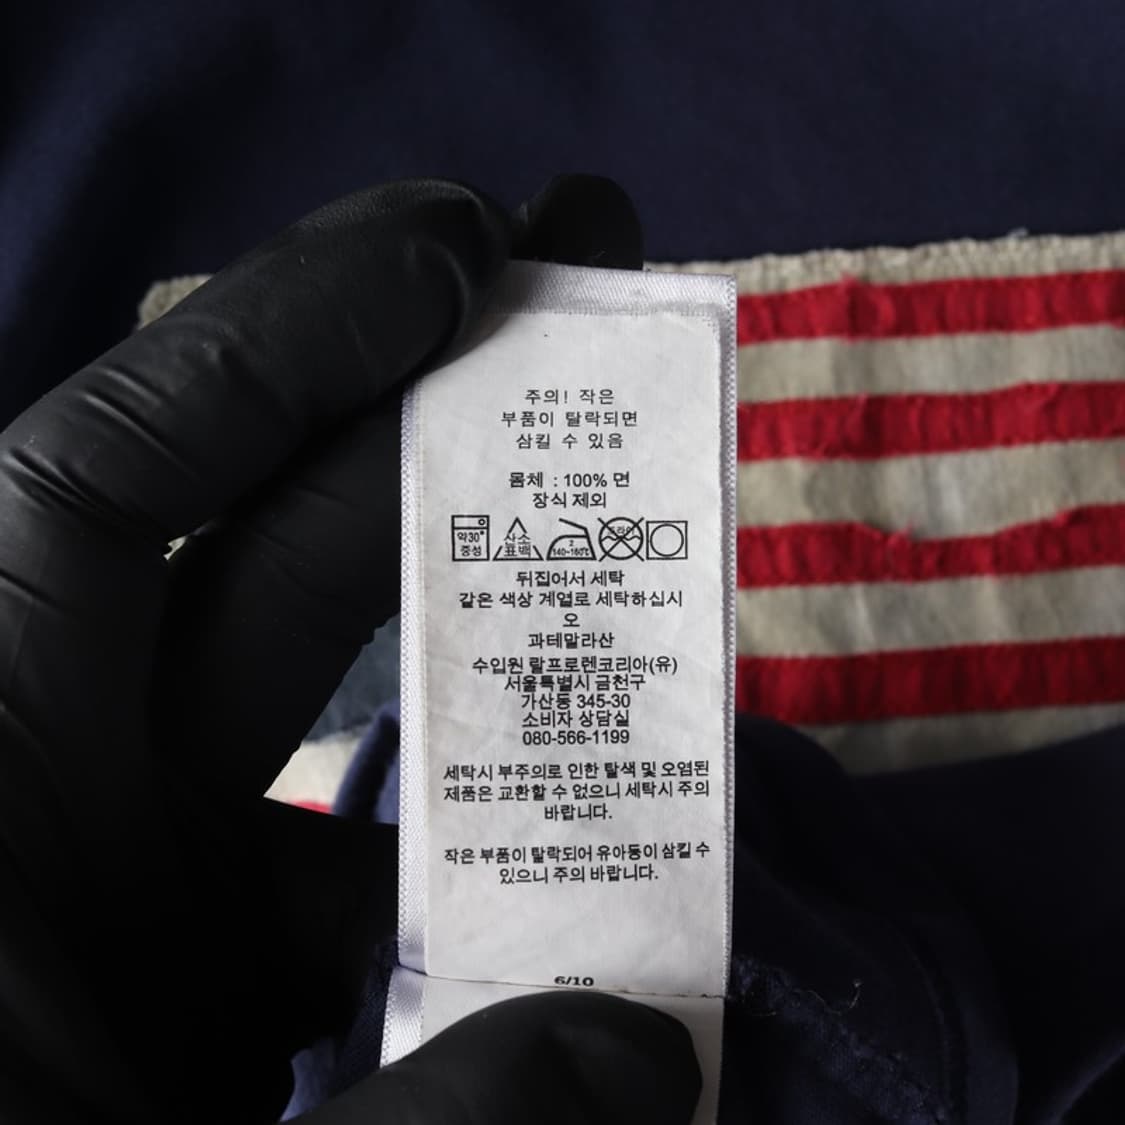 주의! 작은
부품이 탈락되면
삼킬 수 있음
몸체 : 100% 면
장식 제외
약30°
중성
산소
표백
2
140~160℃
드라이
뒤집어서 세탁
같은 색상 계열로 세탁하십시
오
과테말라산
수입원 랄프로렌코리아(유)
서울특별시 금천구
가산동 345-30
소비자 상담실
080-566-1199
세탁시 부주의로 인한 탈색 및 오염된
제품은 교환할 수 없으니 세탁시 주의
바랍니다.
작은 부품이 탈락되어 유아둥이 삼킬 수
있으니 주의 바랍니다.
6/10